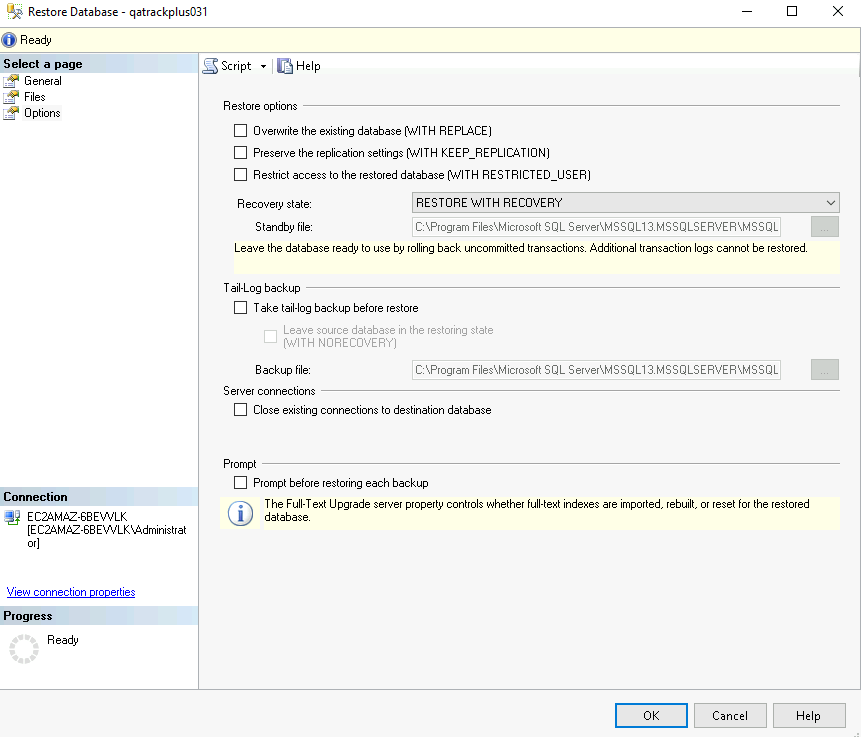 Restore Database - qatrackplus031
Ready
Select a page
General
Files
Options
Script
Help
Restore options
Overwrite the existing database (WITH REPLACE)
Preserve the replication settings (WITH KEEP_REPLICATION)
Restrict access to the restored database (WITH RESTRICTED_USER)
Recovery state:
RESTORE WITH RECOVERY
Standby file:
C:\Program Files\Microsoft SQL Server\MSSQL13.MSSQLSERVER\MSSQL
...
Leave the database ready to use by rolling back uncommitted transactions. Additional transaction logs cannot be restored.
Tail-Log backup
Take tail-log backup before restore
Leave source database in the restoring state
(WITH NORECOVERY)
Backup file:
C:\Program Files\Microsoft SQL Server\MSSQL13.MSSQLSERVER\MSSQL
...
Server connections
Close existing connections to destination database
Prompt
Prompt before restoring each backup
The Full-Text Upgrade server property controls whether full-text indexes are imported, rebuilt, or reset for the restored
database.
Connection
EC2AMAZ-6BEVVLK
[EC2AMAZ-6BEVVLK\Administrat
or]
View connection properties
Progress
Ready
OK
Cancel
Help